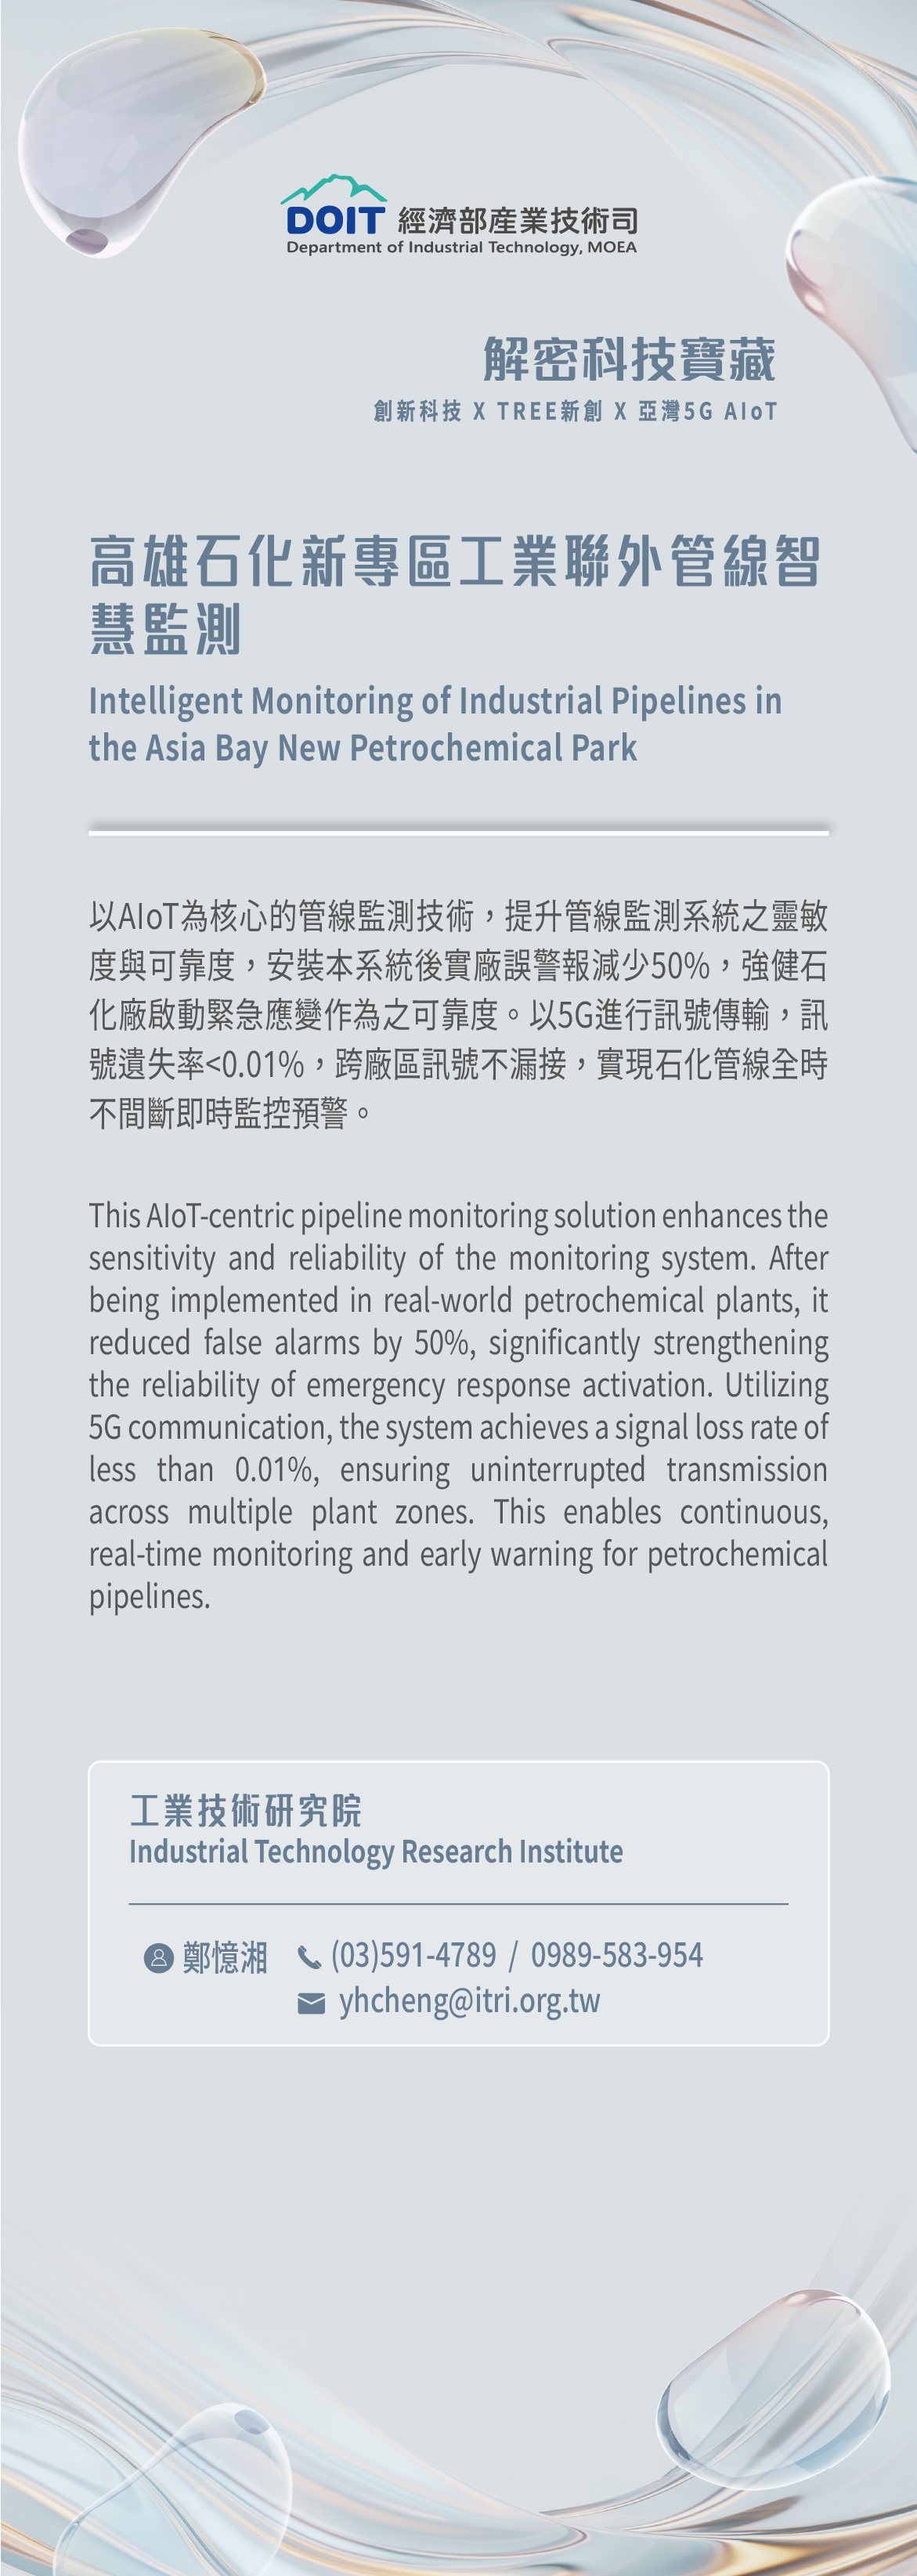 DOIT 經濟部產業技術司
Department of Industrial Technology, MOEA
解密科技寶藏
創新科技 X TREE新創 X 亞灣5G AIoT
高雄石化新專區工業聯外管線智
慧監測
Intelligent Monitoring of Industrial Pipelines in
the Asia Bay New Petrochemical Park
以AIoT為核心的管線監測技術，提升管線監測系統之靈敏
度與可靠度，安裝本系統後實廠誤警報減少50%，強健石
化廠啟動緊急應變作為之可靠度。以5G進行訊號傳輸，訊
號遺失率<0.01%，跨廠區訊號不漏接，實現石化管線全時
不間斷即時監控預警。
This AIoT-centric pipeline monitoring solution enhances the
sensitivity and reliability of the monitoring system. After
being implemented in real-world petrochemical plants, it
reduced false alarms by 50%, significantly strengthening
the reliability of emergency response activation. Utilizing
5G communication, the system achieves a signal loss rate of
less than 0.01%, ensuring uninterrupted transmission
across multiple plant zones. This enables continuous,
real-time monitoring and early warning for petrochemical
pipelines.
工業技術研究院
Industrial Technology Research Institute
鄭憶湘 (03)591-4789 / 0989-583-954
yhcheng@itri.org.tw